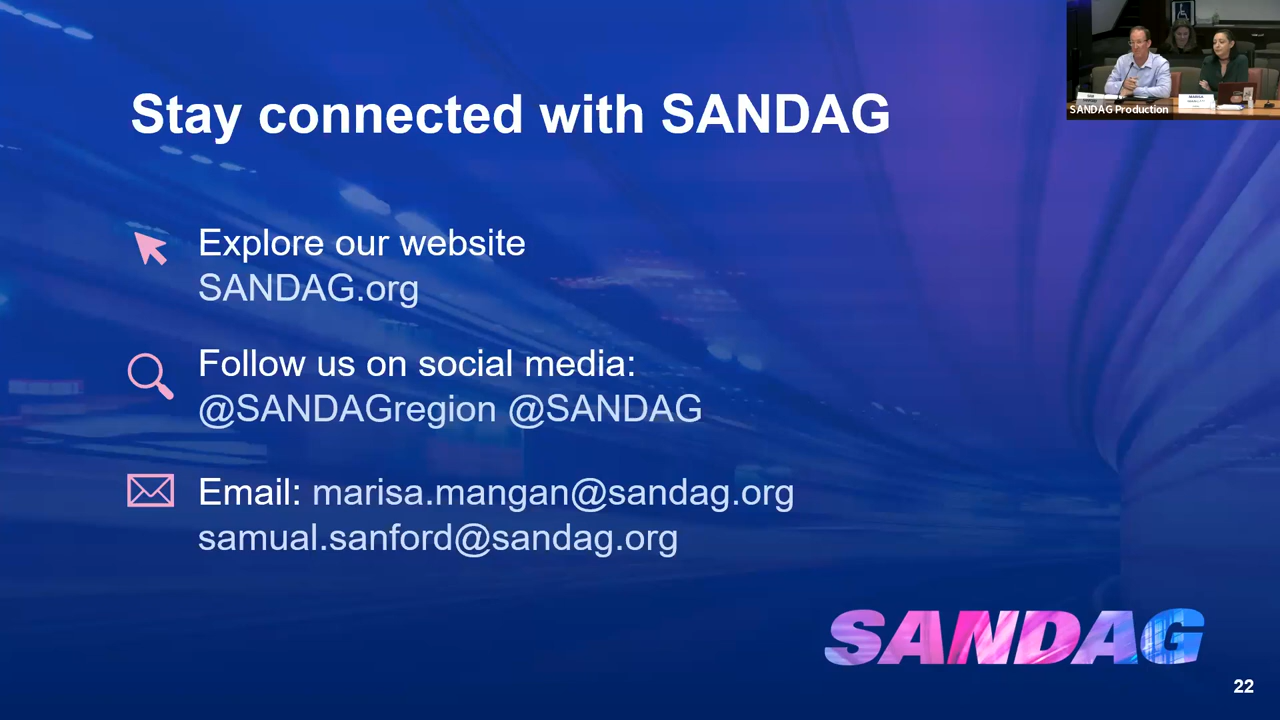 Stay connected with SANDAG
SANDAG Production
Explore our website
SANDAG.org
Follow us on social media:
@SANDAGregion @SANDAG
Email: marisa.mangan@sandag.org
samual.sanford@sandag.org
SANDAG
22